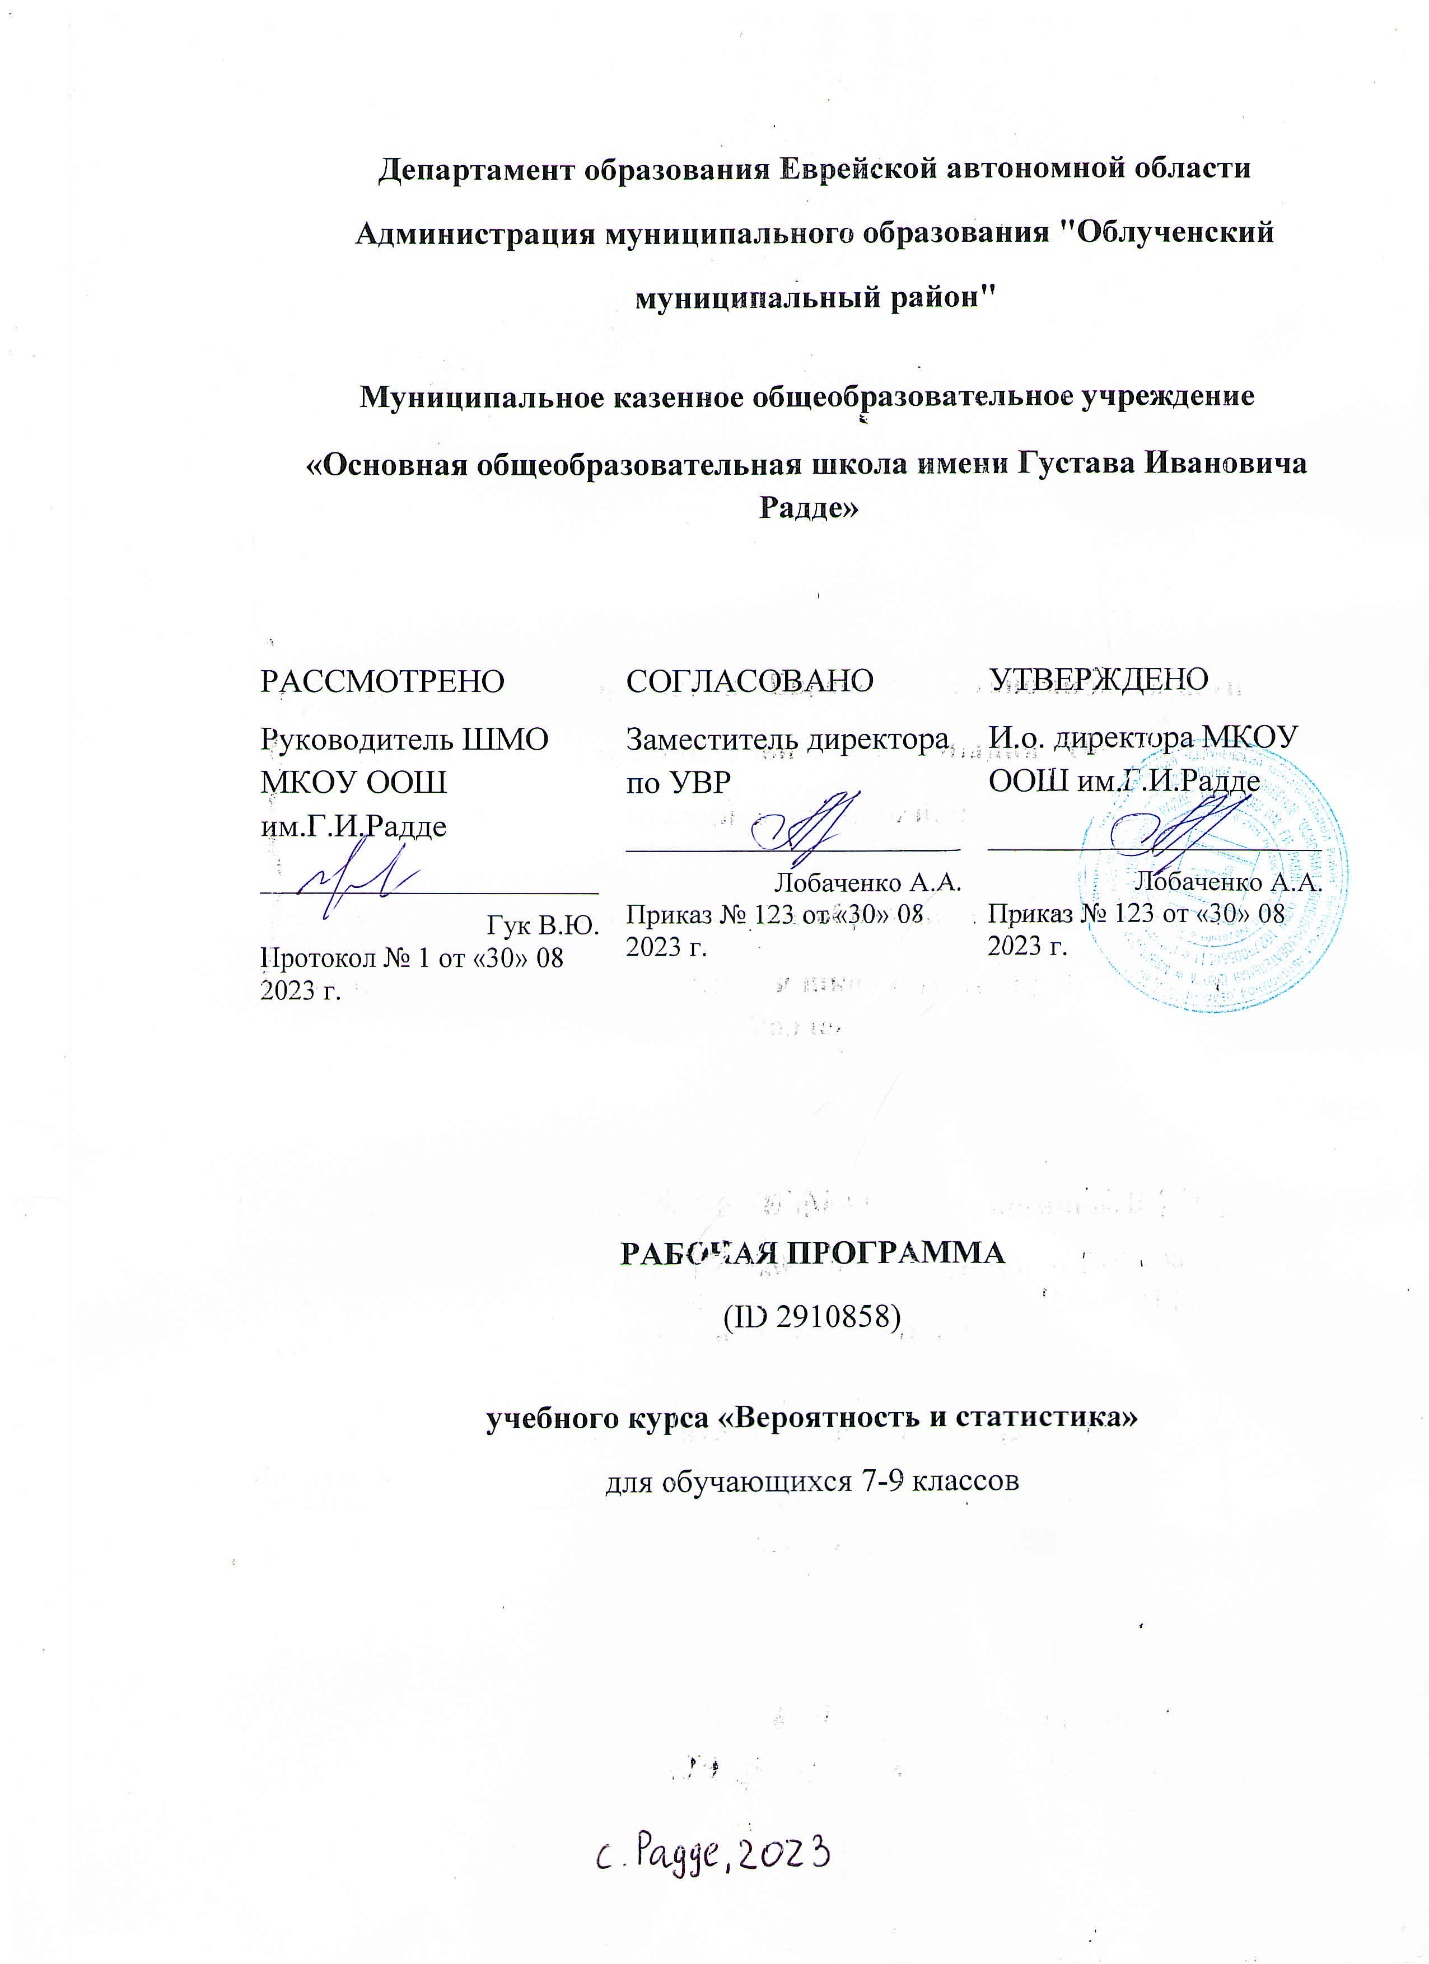 Департамент образования Еврейской автономной области
Администрация муниципального образования "Облученский
муниципальный район"
Муниципальное казенное общеобразовательное учреждение
«Основная общеобразовательная школа имени Густава Ивановича
Радде»
РАССМОТРЕНО
Руководитель ШМО
МКОУ ООШ
им.Г.И.Радде
Гук В.Ю.
Протокол № 1 от «30» 08
2023 г.
СОГЛАСОВАНО
Заместитель директора
по УВР
Лобаченко А.А.
Приказ № 123 от «30» 08
2023 г.
УТВЕРЖДЕНО
И.о. директора МКОУ
ООШ им.Г.И.Радде
Лобаченко А.А.
Приказ № 123 от «30» 08
2023 г.
РАБОЧАЯ ПРОГРАММА
(ID 2910858)
учебного курса «Вероятность и статистика»
для обучающихся 7-9 классов
с. Радде, 2023